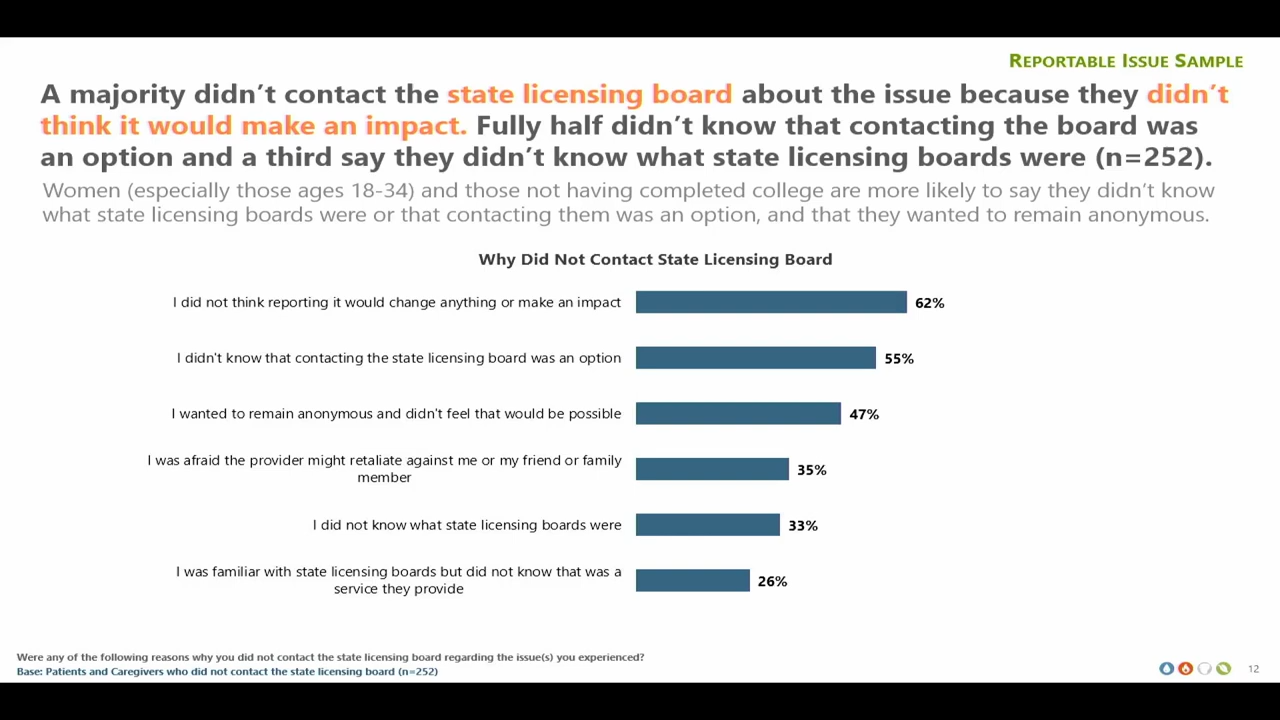 REPORTABLE ISSUE SAMPLE
A majority didn’t contact the state licensing board about the issue because they didn’t
think it would make an impact. Fully half didn’t know that contacting the board was
an option and a third say they didn’t know what state licensing boards were (n=252).
Women (especially those ages 18-34) and those not having completed college are more likely to say they didn’t know
what state licensing boards were or that contacting them was an option, and that they wanted to remain anonymous.
Why Did Not Contact State Licensing Board
I did not think reporting it would change anything or make an impact 62%
I didn't know that contacting the state licensing board was an option 55%
I wanted to remain anonymous and didn't feel that would be possible 47%
I was afraid the provider might retaliate against me or my friend or family
member
35%
I did not know what state licensing boards were 33%
I was familiar with state licensing boards but did not know that was a
service they provide
26%
Were any of the following reasons why you did not contact the state licensing board regarding the issue(s) you experienced?
Base: Patients and Caregivers who did not contact the state licensing board (n=252)
12